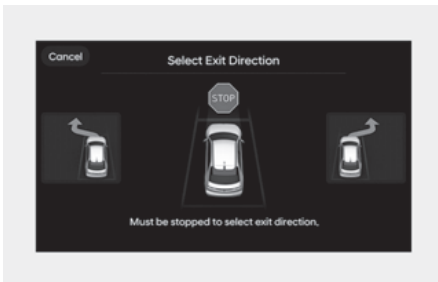 Cancel
Select Exit Direction
STOP
Must be stopped to select exit direction.